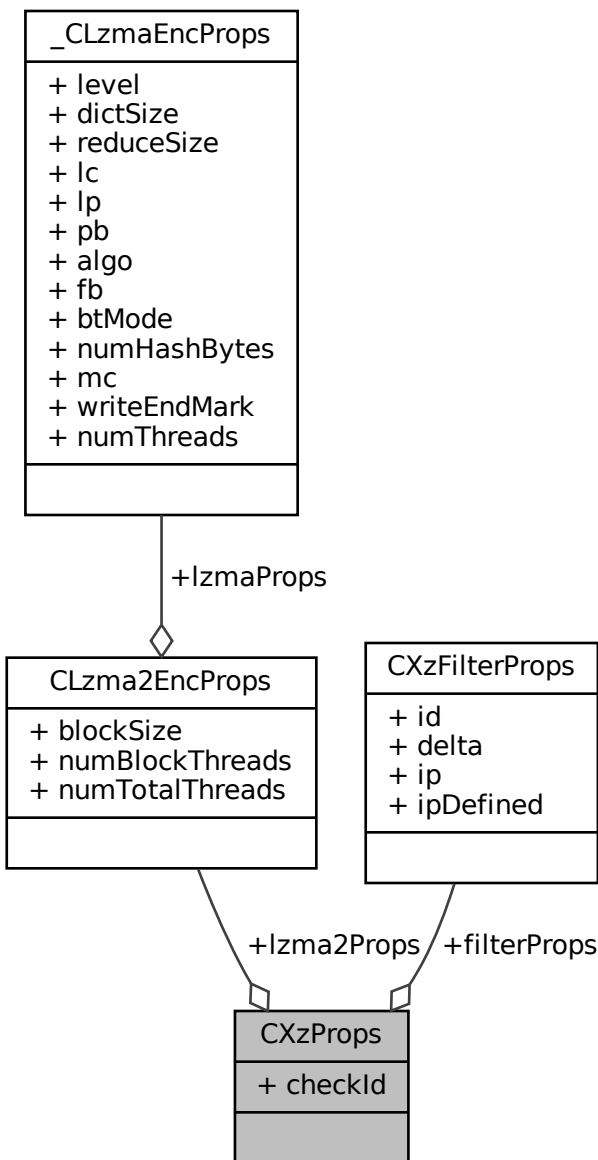 _CLzmaEncProps
+ level
+ dictSize
+ reduceSize
+ lc
+ lp
+ pb
+ algo
+ fb
+ btMode
+ numHashBytes
+ mc
+ writeEndMark
+ numThreads
+lzmaProps
CLzma2EncProps
+ blockSize
+ numBlockThreads
+ numTotalThreads
CXzFilterProps
+ id
+ delta
+ ip
+ ipDefined
+lzma2Props
+filterProps
CXzProps
+ checkId